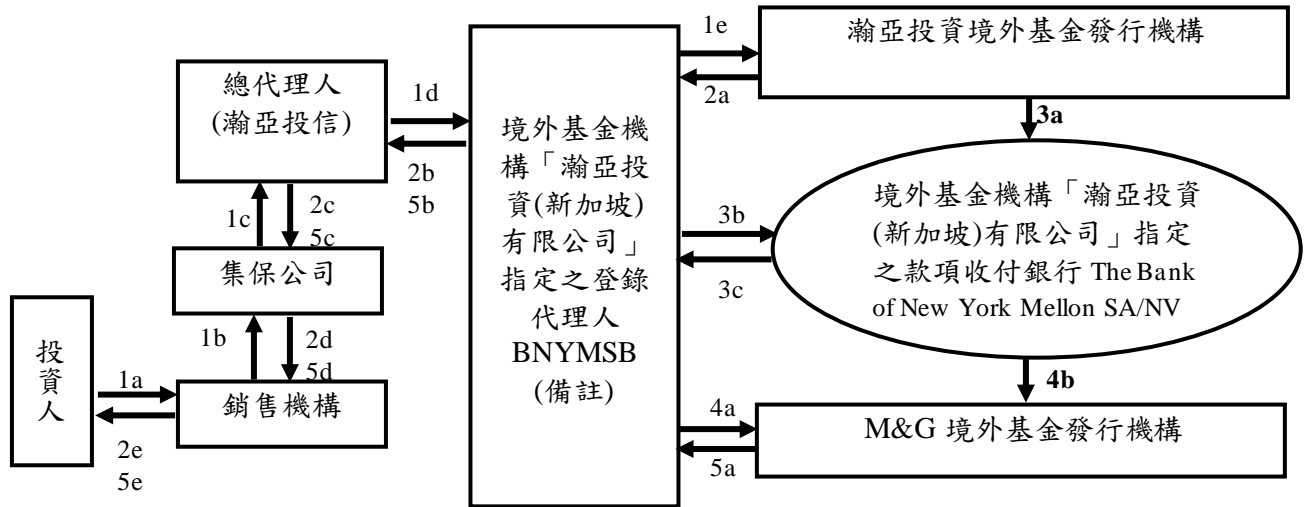 1e
瀚亞投資境外基金發行機構
2a
總代理人
(瀚亞投信)
1d
2b
5b
境外基金機
構「瀚亞投
資(新加坡)
有限公司」
指定之登錄
代理人
BNYMSB
(備註)
3a
1c
2c
5c
境外基金機構「瀚亞投資
(新加坡)有限公司」指定
之款項收付銀行 The Bank
of New York Mellon SA/NV
3b
3c
集保公司
1b
2d
5d
投
資
人
1a
2e
5e
銷售機構
4b
4a
M&G 境外基金發行機構
5a